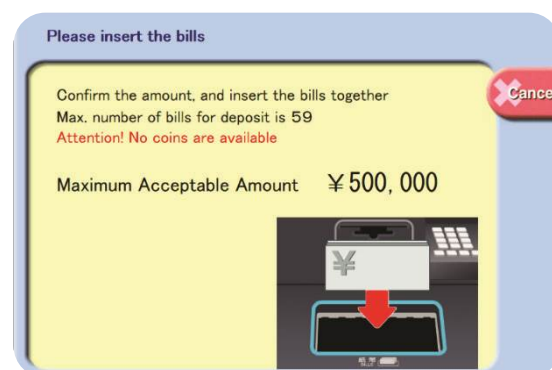 Please insert the bills
Confirm the amount, and insert the bills together
Max. number of bills for deposit is 59
Attention! No coins are available
Maximum Acceptable Amount ¥500,000
Cance
¥